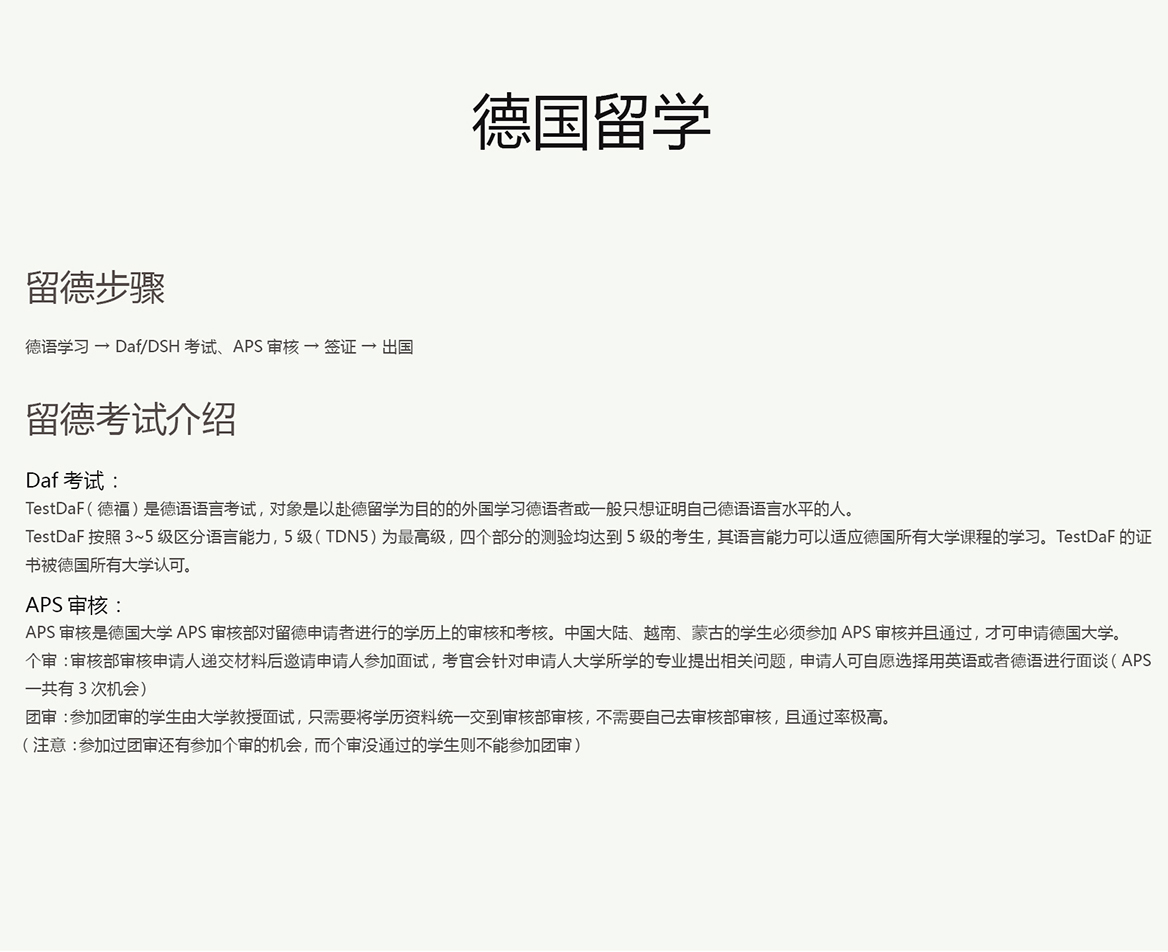 德国留学
留德步骤
德语学习 → Daf/DSH 考试、APS 审核 → 签证 → 出国
留德考试介绍
Daf 考试：
TestDaF（德福）是德语语言考试，对象是以赴德留学为目的的外国学习德语者或一般只想证明自己德语语言水平的人。
TestDaF 按照 3~5 级区分语言能力，5 级（TDN5）为最高级，四个部分的测验均达到 5 级的考生，其语言能力可以适应德国所有大学课程的学习。TestDaF 的证
书被德国所有大学认可。
APS 审核：
APS 审核是德国大学 APS 审核部对留德申请者进行的学历上的审核和考核。中国大陆、越南、蒙古的学生必须参加 APS 审核并且通过，才可申请德国大学。
个审：审核部审核申请人递交材料后邀请申请人参加面试，考官会针对申请人大学所学的专业提出相关问题，申请人可自愿选择用英语或者德语进行面谈（APS
一共有 3 次机会）
团审：参加团审的学生由大学教授面试，只需要将学历资料统一交到审核部审核，不需要自己去审核部审核，且通过率极高。
（注意：参加过团审还有参加个审的机会，而个审没通过的学生则不能参加团审）